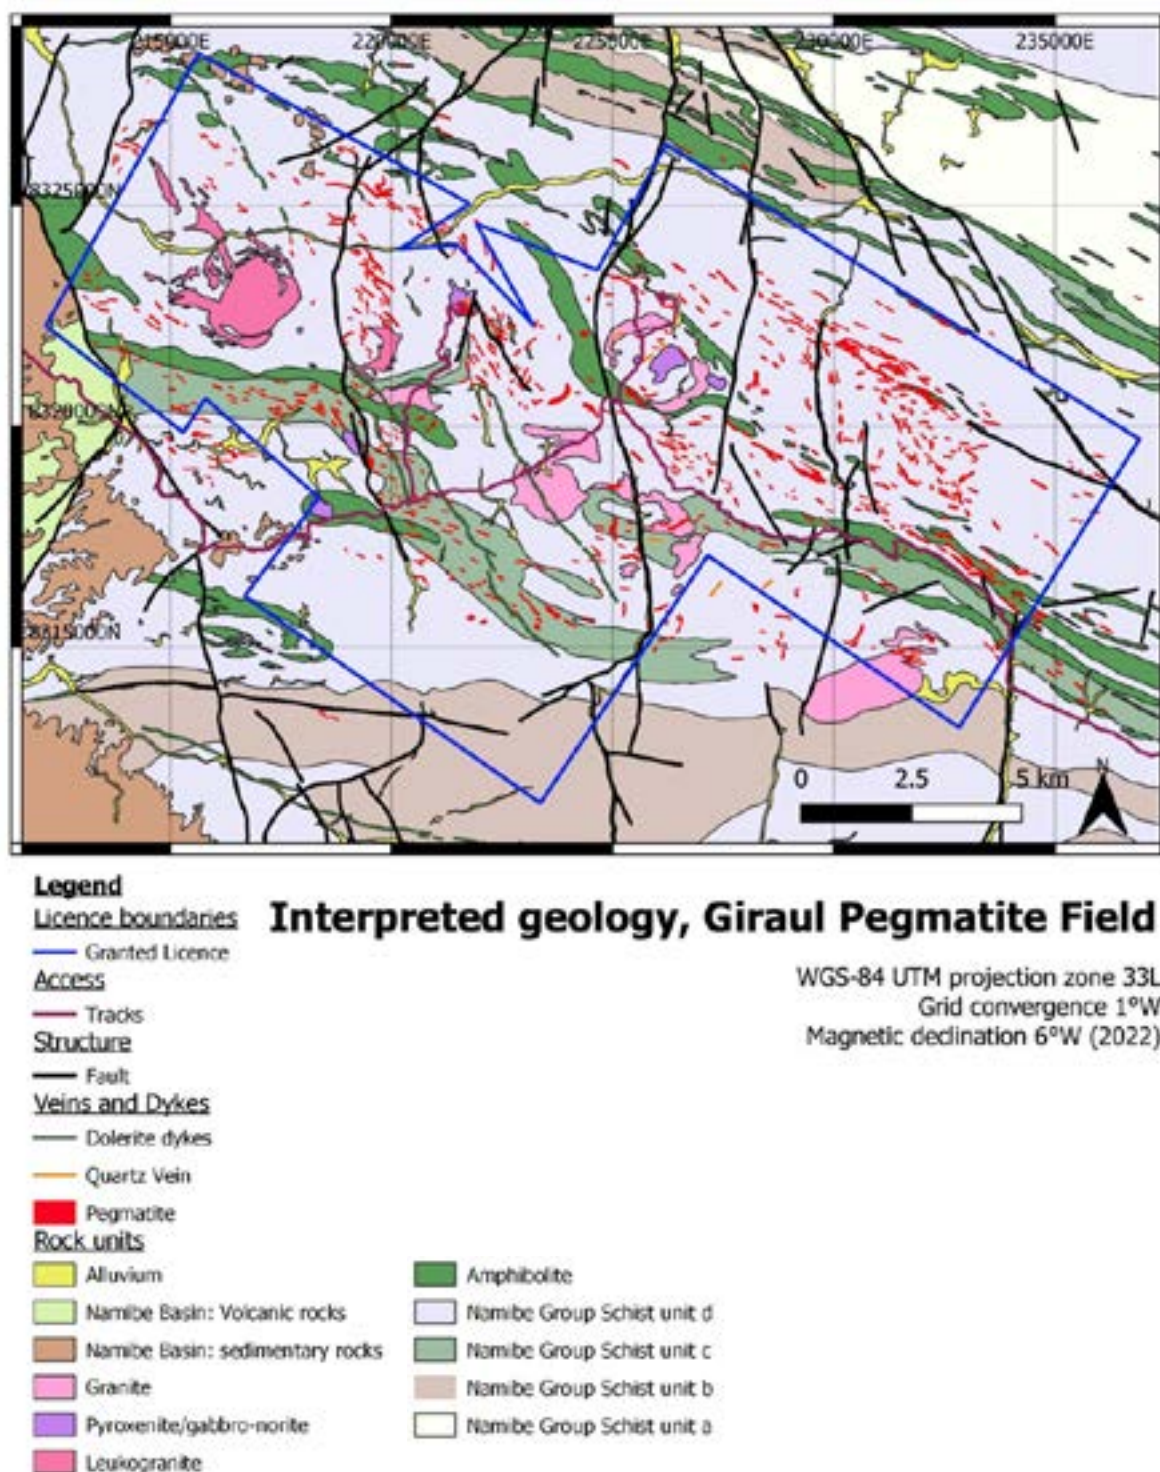 215000E 220000E 225000E 230000E 235000E
8325000N
8320000N
8315000N
0 2.5 5 km
N
Legend
Licence boundaries
Granted Licence
Access
Tracks
Structure
Fault
Veins and Dykes
Dolerite dykes
Quartz Vein
Pegmatite
Rock units
Alluvium
Namibe Basin: Volcanic rocks
Namibe Basin: sedimentary rocks
Granite
Pyroxenite/gabbro-norite
Leukogranite
Amphibolite
Namibe Group Schist unit d
Namibe Group Schist unit c
Namibe Group Schist unit b
Namibe Group Schist unit a
Interpreted geology, Giraul Pegmatite Field
WGS-84 UTM projection zone 33L
Grid convergence 1°W
Magnetic declination 6°W (2022)